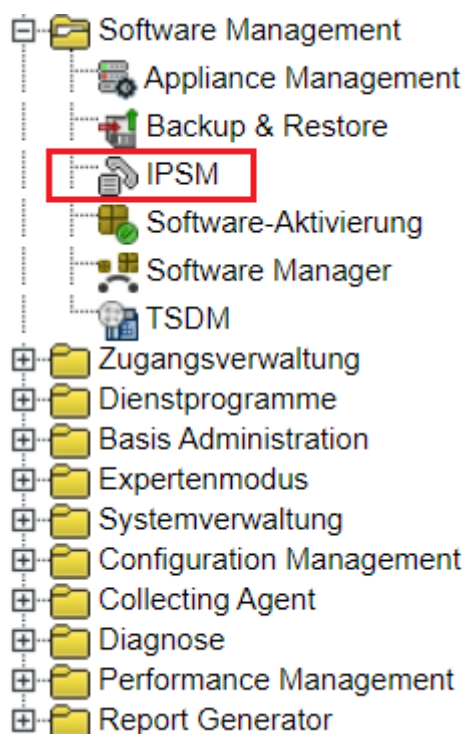 Software Management
Appliance Management
Backup & Restore
IPSM
Software-Aktivierung
Software Manager
TSDM
Zugangsverwaltung
Dienstprogramme
Basis Administration
Expertenmodus
Systemverwaltung
Configuration Management
Collecting Agent
Diagnose
Performance Management
Report Generator